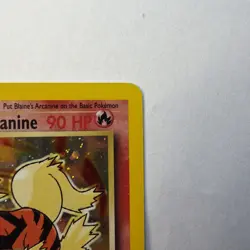 Put Blaine's Arcanine on the Basic Pokémon
anine 90 HP